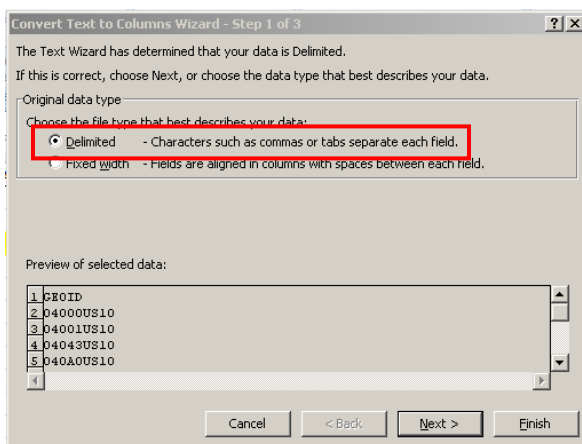 Convert Text to Columns Wizard - Step 1 of 3
The Text Wizard has determined that your data is Delimited.
If this is correct, choose Next, or choose the data type that best describes your data.
Original data type
Choose the file type that best describes your data:
Delimited - Characters such as commas or tabs separate each field.
Fixed width - Fields are aligned in columns with spaces between each field.
Preview of selected data:
1 GEOID
2 04000US10
3 04001US10
4 04043US10
5 040A0US10
Cancel < Back Next > Finish